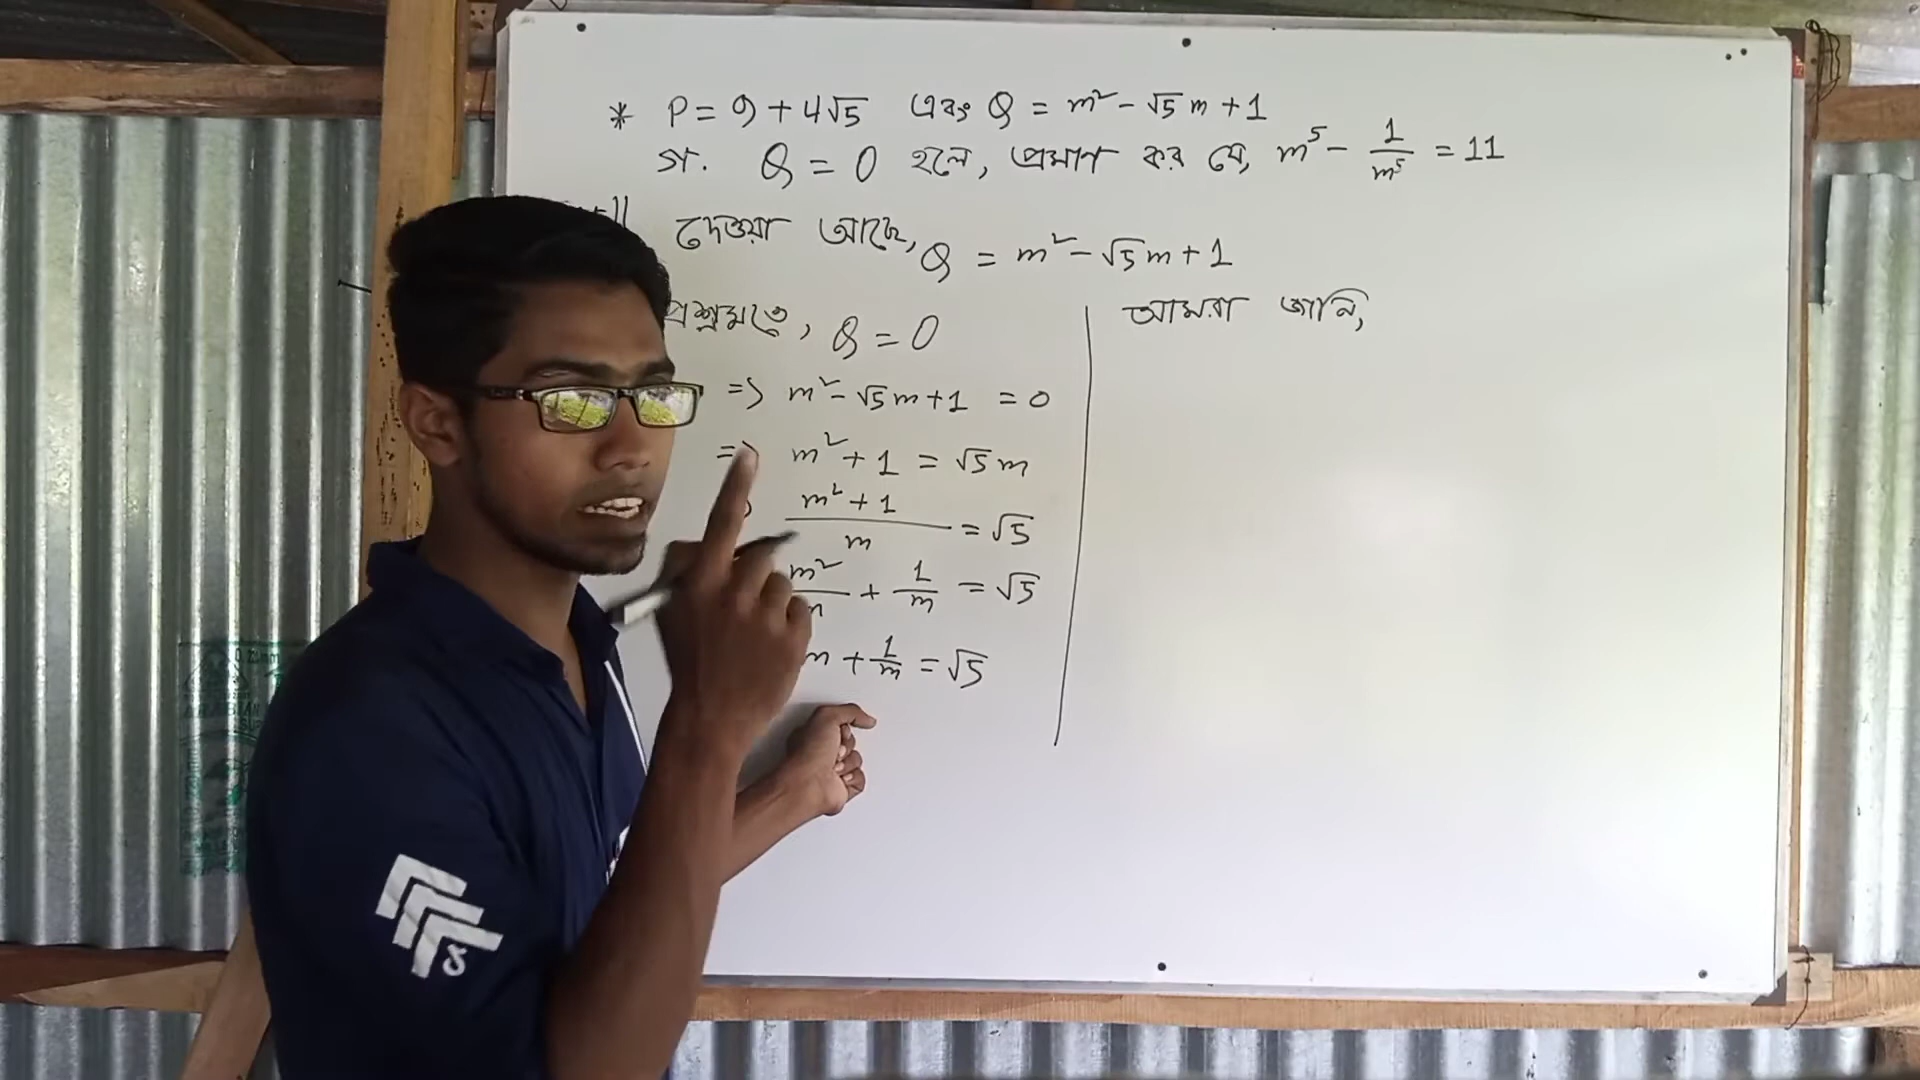 * P = 9 + 4√5 এবং Q = m² - √5 m + 1
গ. Q = 0 হলে, প্রমাণ কর যে, m⁵ - 1/m⁵ = 11
দেওয়া আছে, Q = m² - √5 m + 1
প্রশ্নমতে, Q = 0
=> m² - √5 m + 1 = 0
=> m² + 1 = √5 m
(m² + 1)/m = √5
m²/m + 1/m = √5
m + 1/m = √5
আমরা জানি,